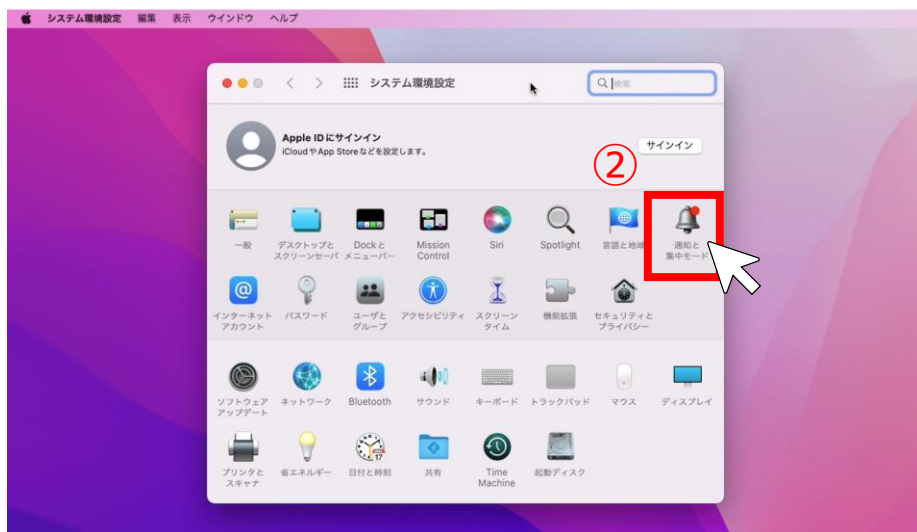 システム環境設定 編集 表示 ウインドウ ヘルプ
システム環境設定
検索
Apple IDにサインイン
iCloudやApp Storeなどを設定します。
サインイン
②
一般
デスクトップと
スクリーンセーバ
Dockと
メニューバー
Mission
Control
Siri
Spotlight
言語と地域
通知と
集中モード
インターネット
アカウント
パスワード
ユーザと
グループ
アクセシビリティ
スクリーン
タイム
機能拡張
セキュリティと
プライバシー
ソフトウェア
アップデート
ネットワーク
Bluetooth
サウンド
キーボード
トラックパッド
マウス
ディスプレイ
プリンタと
スキャナ
省エネルギー
17
日付と時刻
共有
Time
Machine
起動ディスク